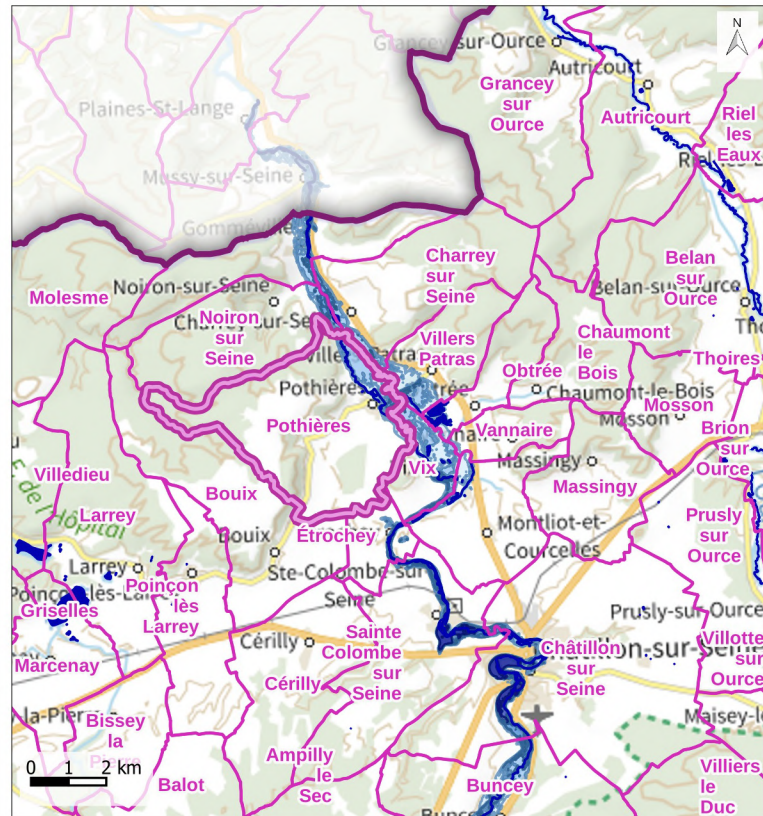 N
Grancey-sur-Ource
Autricourt
Grancey
sur
Ource
Autricourt
Riel
les
Eaux
Plaines-St-Lange
Mussy-sur-Seine
Gomméville
Charrey
sur
Seine
Belan
sur
Ource
Belan-sur-Ource
Molesme
Noiron-sur-Seine
Noiron
sur
Seine
Villers
Patras
Chaumont
le
Bois
Thoires
Pothières
Obtrée
Chaumont-le-Bois
Mosson
Mosson
Pothières
Vannaire
Brion
sur
Ource
Massingy
Massingy
Vix
Villedieu
Bouix
Larrey
de l'Hôpital
Étrochey
Montliot-et-
Courcelles
Prusly
sur
Ource
Bouix
Larrey
Ste-Colombe-sur
Seine
Poinçon
lès
Larrey
Griselles
Prusly-sur-Ource
Marcenay
Cérilly
Sainte
Colombe
sur
Seine
Châtillon
sur
Seine
Villotte
sur
Ource
Cérilly
Bissey
la
Pierre
Maisey-le
Ampilly
le
Sec
Balot
Buncey
Villiers
le
Duc
0 1 2 km